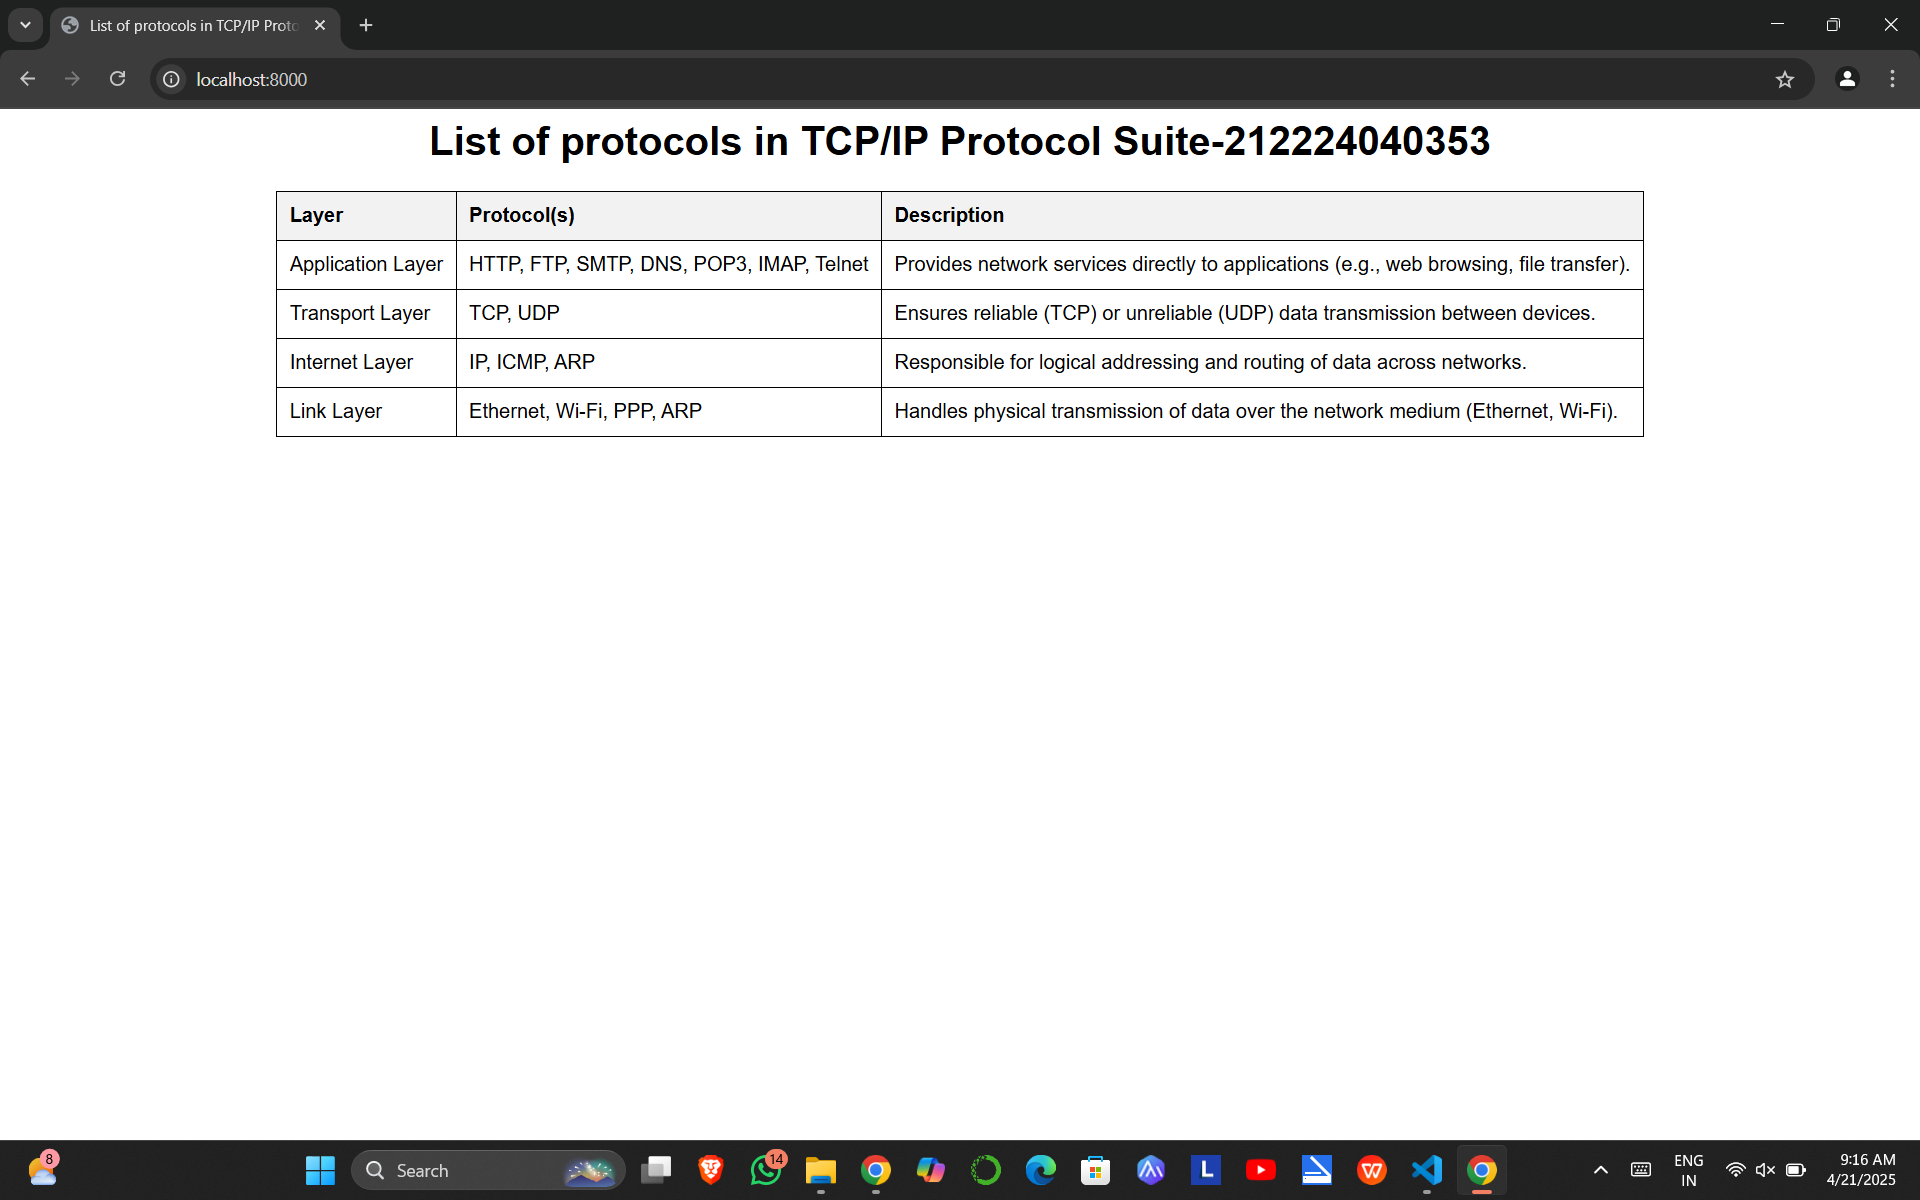 List of protocols in TCP/IP Proto
localhost:8000
List of protocols in TCP/IP Protocol Suite-212224040353
Layer Protocol(s) Description
Application Layer HTTP, FTP, SMTP, DNS, POP3, IMAP, Telnet Provides network services directly to applications (e.g., web browsing, file transfer).
Transport Layer TCP, UDP Ensures reliable (TCP) or unreliable (UDP) data transmission between devices.
Internet Layer IP, ICMP, ARP Responsible for logical addressing and routing of data across networks.
Link Layer Ethernet, Wi-Fi, PPP, ARP Handles physical transmission of data over the network medium (Ethernet, Wi-Fi).
8
Search
14
L
W
ENG
IN
9:16 AM
4/21/2025